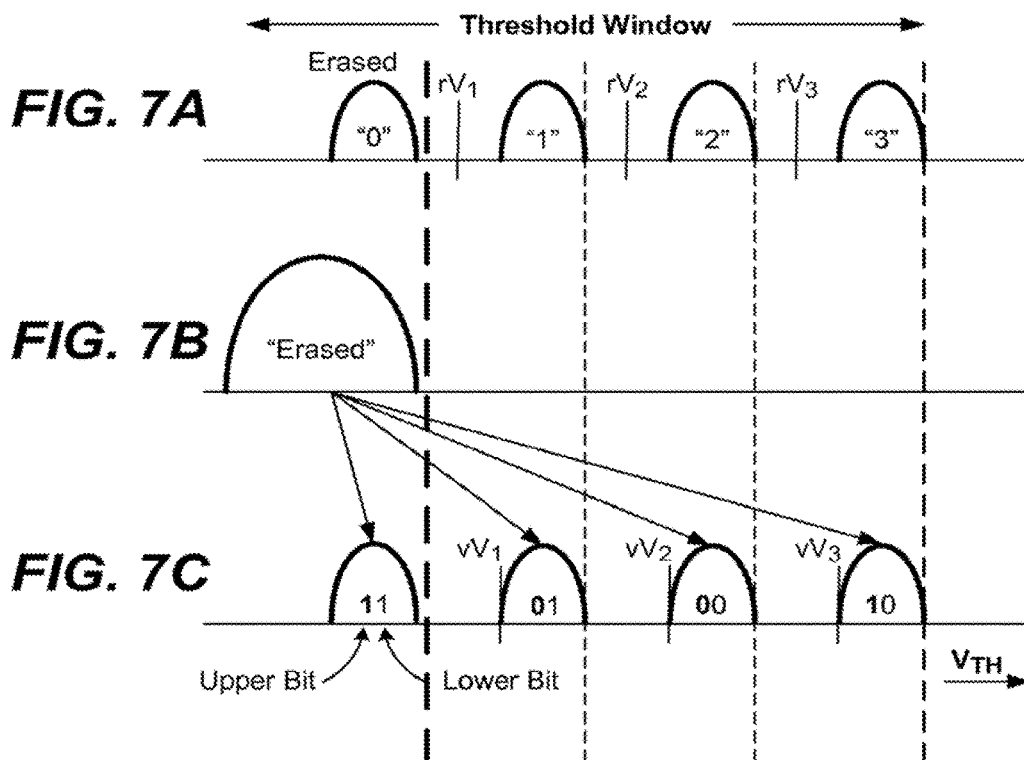 Threshold Window
Erased
FIG. 7A
"0"
rV1
"1"
rV2
"2"
rV3
"3"
FIG. 7B
"Erased"
FIG. 7C
11
vV1
01
vV2
00
vV3
10
Upper Bit
Lower Bit
VTH